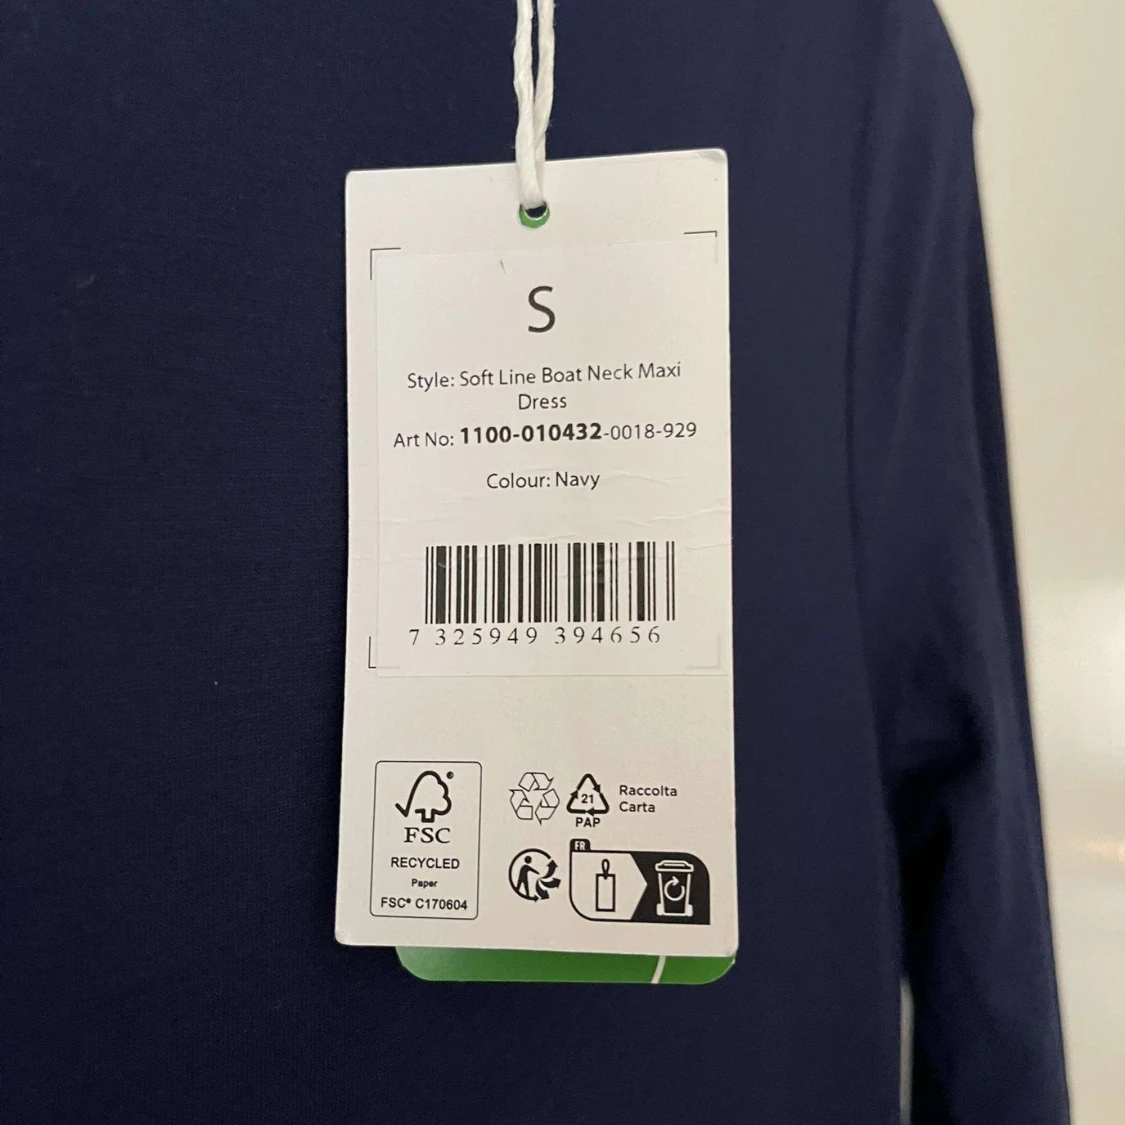 S
Style: Soft Line Boat Neck Maxi
Dress
Art No: 1100-010432-0018-929
Colour: Navy
7 325949 394656
FSC
RECYCLED
Paper
FSC® C170604
21
PAP
Raccolta
Carta
FR